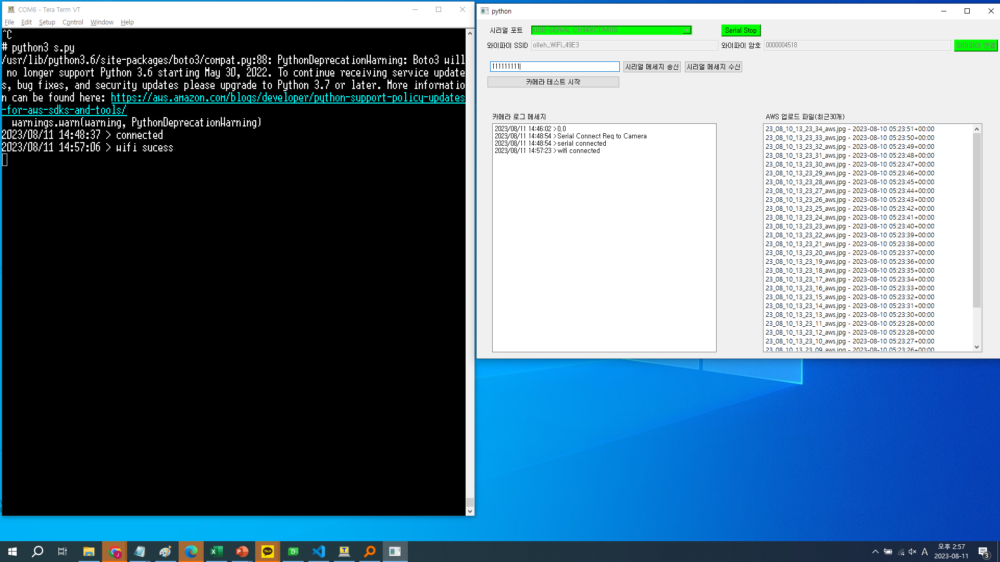 COM6 - Tera Term VT
File Edit Setup Control Window Help
^C
# python3 s.py
/usr/lib/python3.6/site-packages/boto3/compat.py:88: PythonDeprecationWarning: Boto3 will
no longer support Python 3.6 starting May 30, 2022. To continue receiving service update
s, bug fixes, and security updates please upgrade to Python 3.7 or later. More informatio
n can be found here: https://aws.amazon.com/blogs/developer/python-support-policy-updates
-for-aws-sdks-and-tools/
warnings.warn(warning, PythonDeprecationWarning)
2023/08/11 14:48:37 > connected
2023/08/11 14:57:06 > wifi sucess
python
시리얼 포트 USB-SERIAL CH340(COM10) Serial Stop
와이파이 SSID olleh_WiFi_49E3 와이파이 암호 0000004518 와이파이 연결
111111111 시리얼 메세지 송신 시리얼 메세지 수신
카메라 테스트 시작
카메라 로그 메세지
2023/08/11 14:46:02 > 0,0
2023/08/11 14:48:54 > Serial Connect Req to Camera
2023/08/11 14:48:54 > serial connected
2023/08/11 14:57:23 > wifi connected
AWS 업로드 파일(최근30개)
23_08_10_13_23_34_aws.jpg - 2023-08-10 05:23:51+00:00
23_08_10_13_23_33_aws.jpg - 2023-08-10 05:23:50+00:00
23_08_10_13_23_32_aws.jpg - 2023-08-10 05:23:49+00:00
23_08_10_13_23_31_aws.jpg - 2023-08-10 05:23:48+00:00
23_08_10_13_23_30_aws.jpg - 2023-08-10 05:23:47+00:00
23_08_10_13_23_29_aws.jpg - 2023-08-10 05:23:46+00:00
23_08_10_13_23_28_aws.jpg - 2023-08-10 05:23:45+00:00
23_08_10_13_23_27_aws.jpg - 2023-08-10 05:23:44+00:00
23_08_10_13_23_26_aws.jpg - 2023-08-10 05:23:43+00:00
23_08_10_13_23_25_aws.jpg - 2023-08-10 05:23:42+00:00
23_08_10_13_23_24_aws.jpg - 2023-08-10 05:23:41+00:00
23_08_10_13_23_23_aws.jpg - 2023-08-10 05:23:40+00:00
23_08_10_13_23_22_aws.jpg - 2023-08-10 05:23:39+00:00
23_08_10_13_23_21_aws.jpg - 2023-08-10 05:23:38+00:00
23_08_10_13_23_20_aws.jpg - 2023-08-10 05:23:37+00:00
23_08_10_13_23_19_aws.jpg - 2023-08-10 05:23:36+00:00
23_08_10_13_23_18_aws.jpg - 2023-08-10 05:23:35+00:00
23_08_10_13_23_17_aws.jpg - 2023-08-10 05:23:34+00:00
23_08_10_13_23_16_aws.jpg - 2023-08-10 05:23:33+00:00
23_08_10_13_23_15_aws.jpg - 2023-08-10 05:23:32+00:00
23_08_10_13_23_14_aws.jpg - 2023-08-10 05:23:31+00:00
23_08_10_13_23_13_aws.jpg - 2023-08-10 05:23:30+00:00
23_08_10_13_23_11_aws.jpg - 2023-08-10 05:23:28+00:00
23_08_10_13_23_12_aws.jpg - 2023-08-10 05:23:28+00:00
23_08_10_13_23_10_aws.jpg - 2023-08-10 05:23:27+00:00
23_08_10_13_23_09_aws.jpg - 2023-08-10 05:23:26+00:00
A
오후 2:57
2023-08-11
3